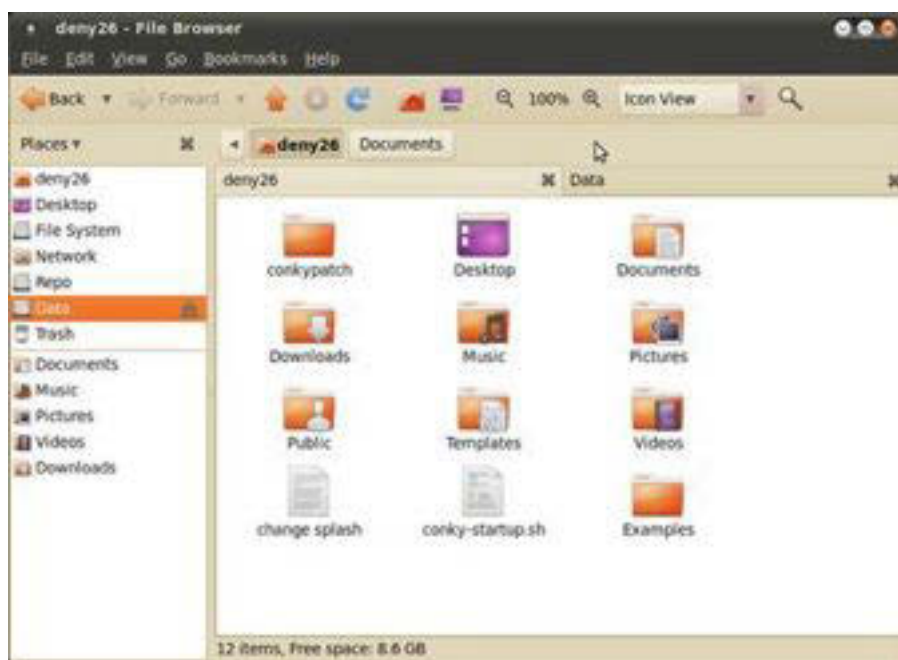 deny26 - File Browser
File Edit View Go Bookmarks Help
Back Forward 100% Icon View
Places deny26 Documents
deny26 Data
deny26
Desktop
File System
Network
Repo
Data
Trash
Documents
Music
Pictures
Videos
Downloads
conkypatch Desktop Documents
Downloads Music Pictures
Public Templates Videos
change splash conky-startup.sh Examples
12 items, Free space: 8.6 GB